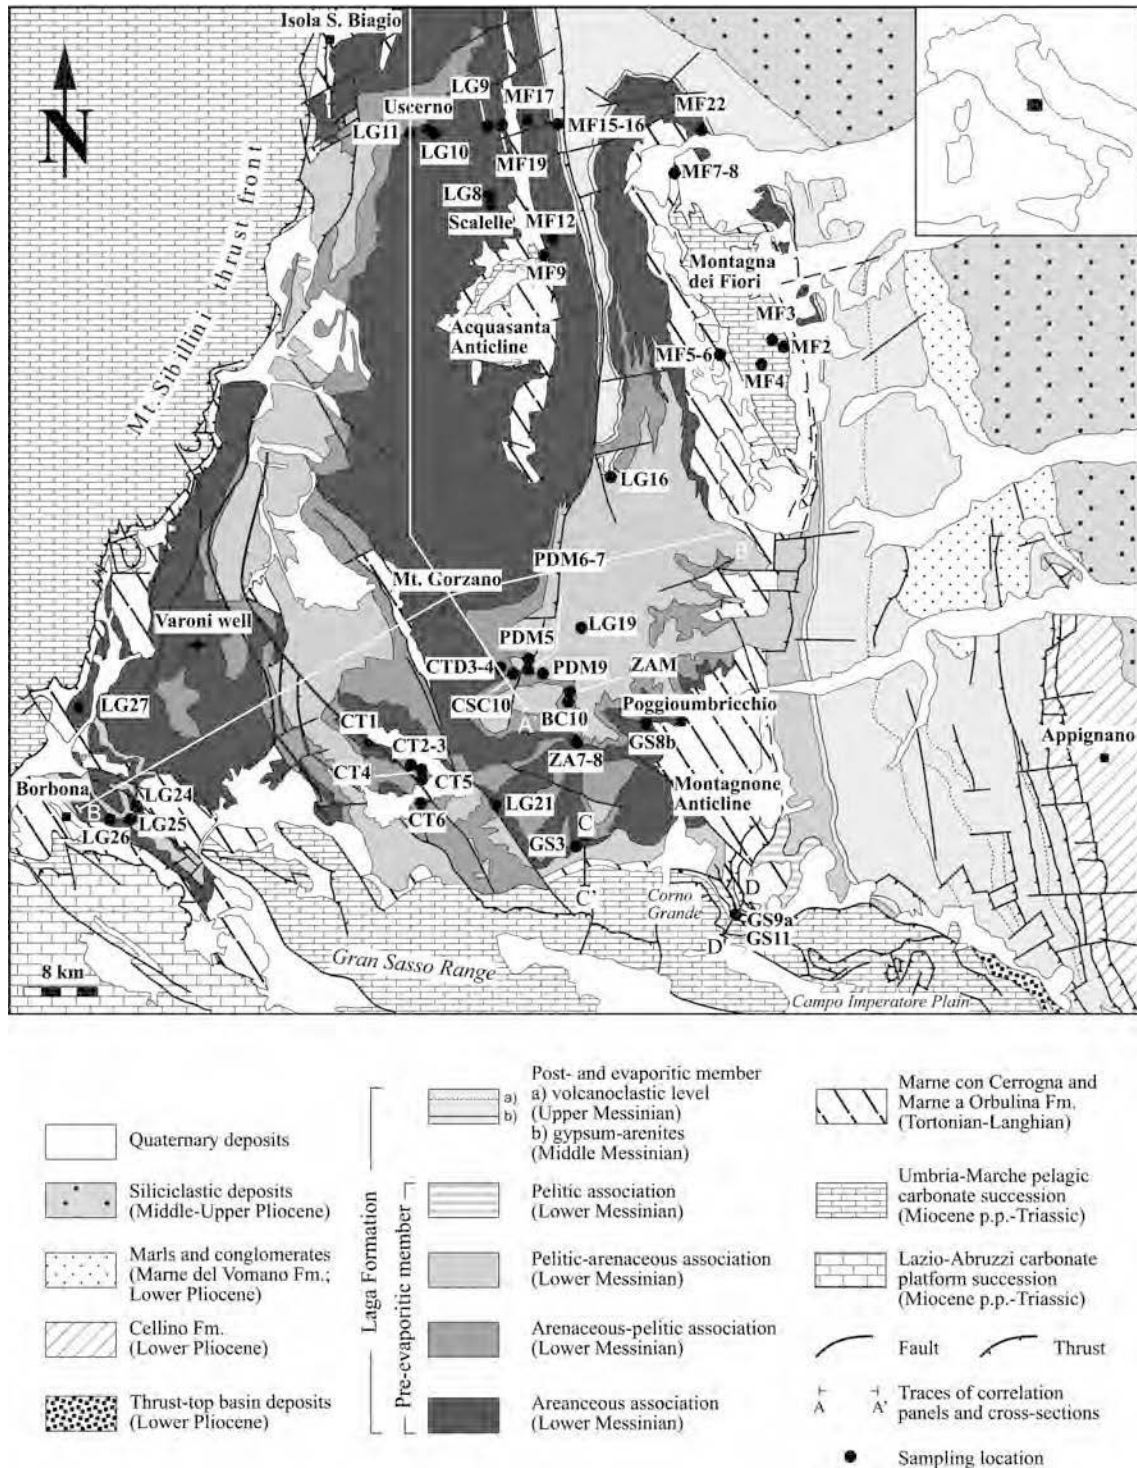 Isola S. Biagio
N
LG9
Uscerno
MF17
MF22
LG11
MF15-16
LG10
MF19
MF7-8
LG8
Scalelle
MF12
MF9
Mt. Sibillini thrust front
Montagna
dei Fiori
MF3
Acquasanta
Anticline
MF2
MF5-6
MF4
LG16
PDM6-7
B'
Mt. Gorzano
Varoni well
LG19
PDM5
CTD3-4
PDM9
ZAM
LG27
CSC10
A'
BC10
Poggioumbricchio
GS8b
Appignano
CT1
CT2-3
ZA7-8
CT4
CT5
Montagnone
Anticline
Borbona
B
LG24
LG25
LG26
CT6
LG21
GS3
C
C'
Corno
Grande
D
GS9a
GS11
D'
8 km
Gran Sasso Range
Campo Imperatore Plain
Quaternary deposits
Siliciclastic deposits
(Middle-Upper Pliocene)
Marls and conglomerates
(Marne del Vomano Fm.;
Lower Pliocene)
Cellino Fm.
(Lower Pliocene)
Thrust-top basin deposits
(Lower Pliocene)
Laga Formation
Pre-evaporitic member
a)
b)
Post- and evaporitic member
a) volcanoclastic level
(Upper Messinian)
b) gypsum-arenites
(Middle Messinian)
Pelitic association
(Lower Messinian)
Pelitic-arenaceous association
(Lower Messinian)
Arenaceous-pelitic association
(Lower Messinian)
Areanceous association
(Lower Messinian)
Marne con Cerrogna and
Marne a Orbulina Fm.
(Tortonian-Langhian)
Umbria-Marche pelagic
carbonate succession
(Miocene p.p.-Triassic)
Lazio-Abruzzi carbonate
platform succession
(Miocene p.p.-Triassic)
Fault
Thrust
A A'
Traces of correlation
panels and cross-sections
Sampling location